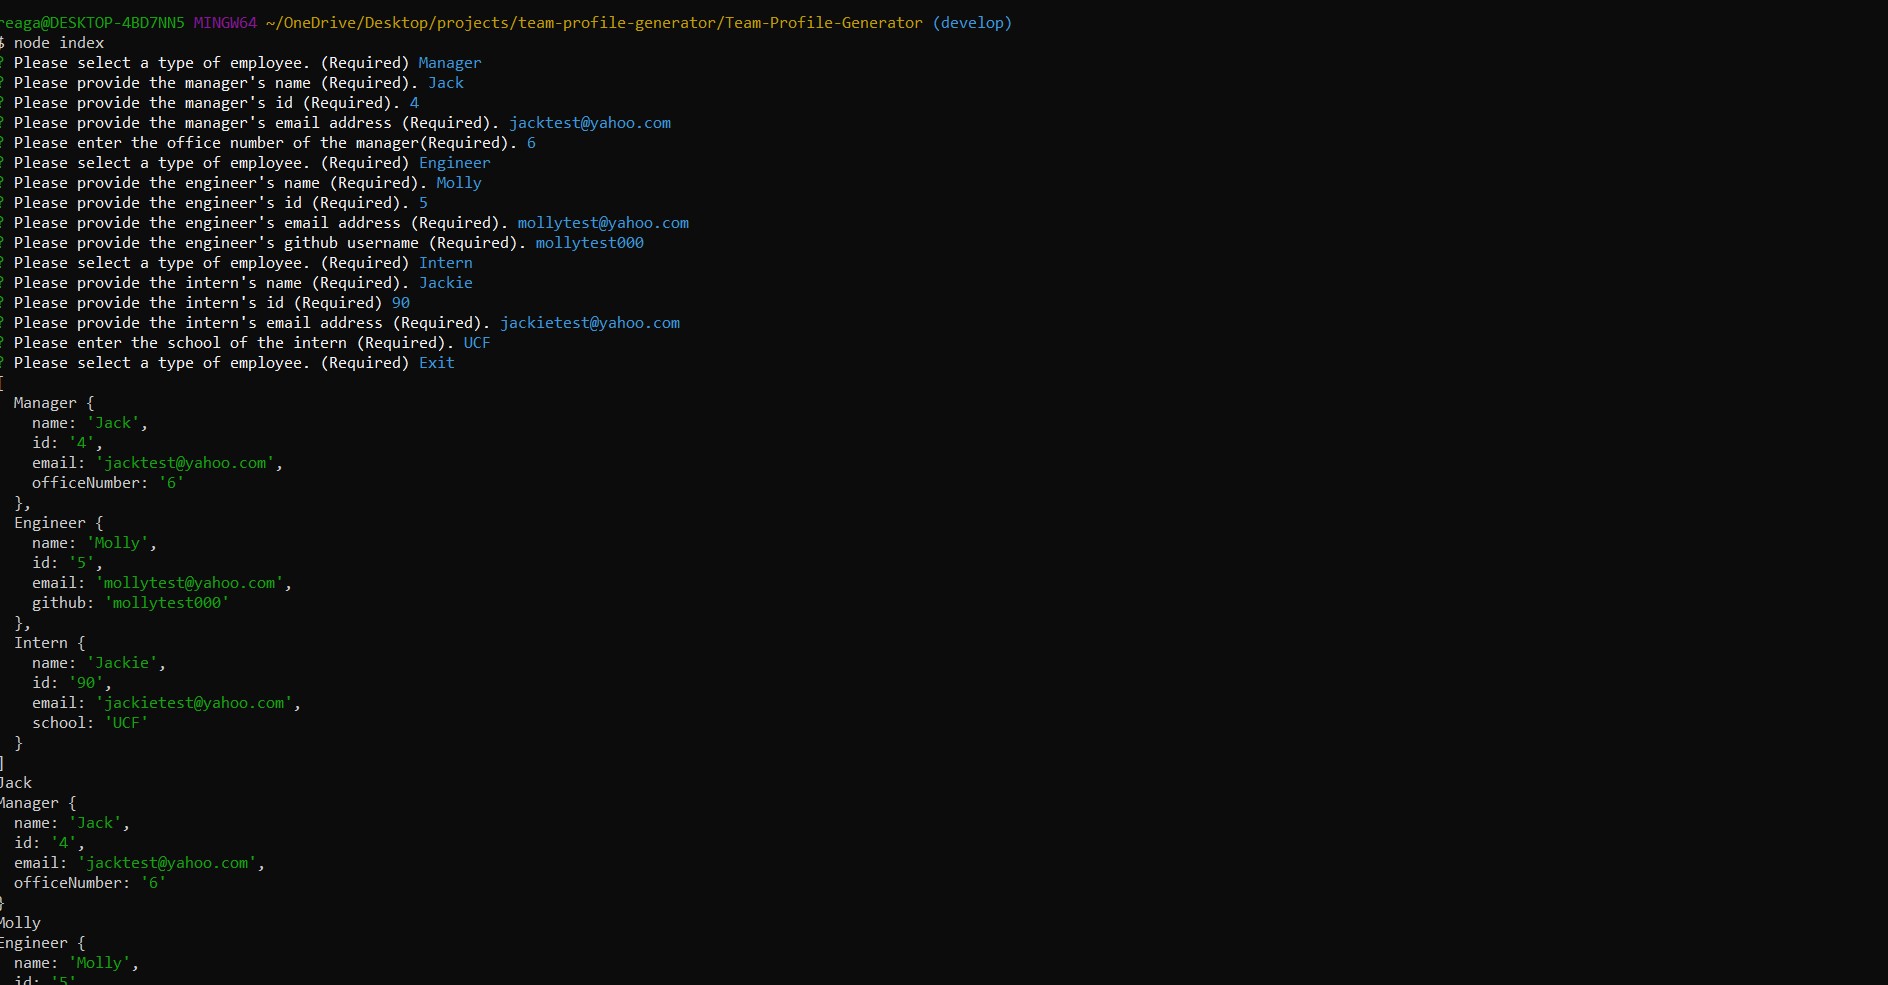 reaga@DESKTOP-4BD7NN5 MINGW64 ~/OneDrive/Desktop/projects/team-profile-generator/Team-Profile-Generator (develop)
$ node index
? Please select a type of employee. (Required) Manager
? Please provide the manager's name (Required). Jack
? Please provide the manager's id (Required). 4
? Please provide the manager's email address (Required). jacktest@yahoo.com
? Please enter the office number of the manager(Required). 6
? Please select a type of employee. (Required) Engineer
? Please provide the engineer's name (Required). Molly
? Please provide the engineer's id (Required). 5
? Please provide the engineer's email address (Required). mollytest@yahoo.com
? Please provide the engineer's github username (Required). mollytest000
? Please select a type of employee. (Required) Intern
? Please provide the intern's name (Required). Jackie
? Please provide the intern's id (Required) 90
? Please provide the intern's email address (Required). jackietest@yahoo.com
? Please enter the school of the intern (Required). UCF
? Please select a type of employee. (Required) Exit
[
  Manager {
    name: 'Jack',
    id: '4',
    email: 'jacktest@yahoo.com',
    officeNumber: '6'
  },
  Engineer {
    name: 'Molly',
    id: '5',
    email: 'mollytest@yahoo.com',
    github: 'mollytest000'
  },
  Intern {
    name: 'Jackie',
    id: '90',
    email: 'jackietest@yahoo.com',
    school: 'UCF'
  }
]
Jack
Manager {
  name: 'Jack',
  id: '4',
  email: 'jacktest@yahoo.com',
  officeNumber: '6'
}
Molly
Engineer {
  name: 'Molly',
  id: '5'